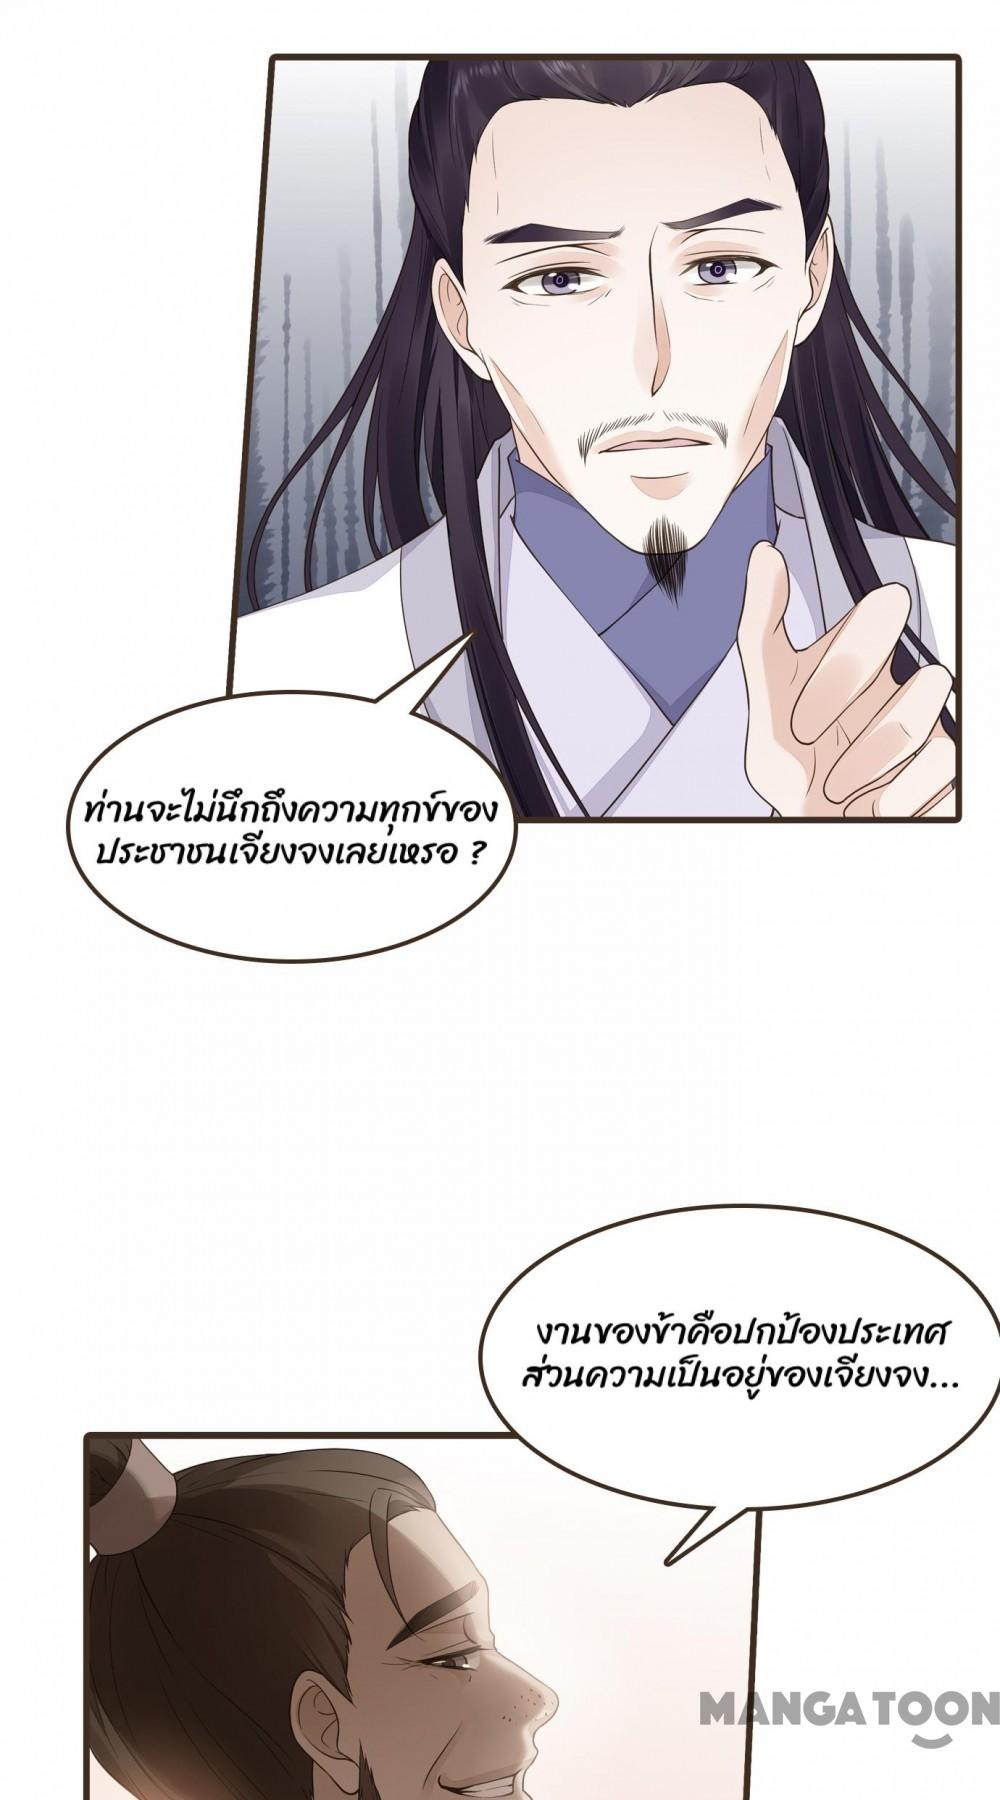 ท่านจะไม่นึกถึงความทุกข์ของ
ประชาชนเจียงจงเลยเหรอ ?
งานของข้าคือปกป้องประเทศ
ส่วนความเป็นอยู่ของเจียงจง...
MANGATOON